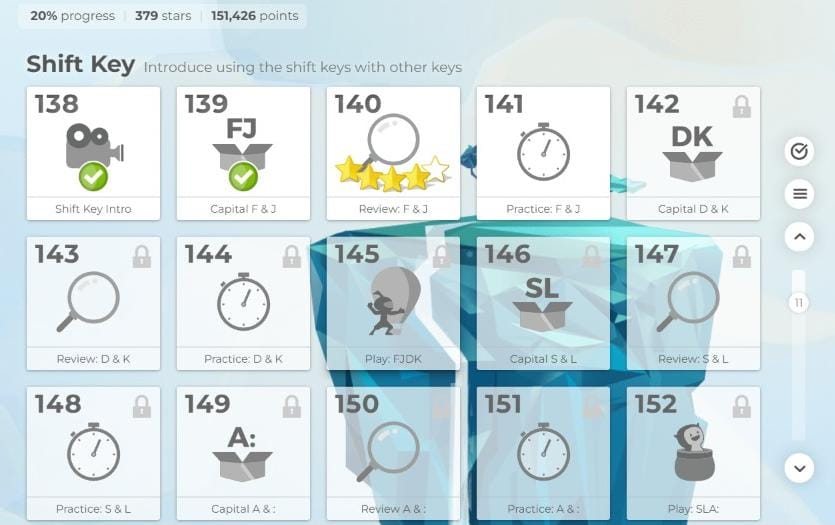 20% progress | 379 stars | 151,426 points
Shift Key Introduce using the shift keys with other keys
138 139 140 141 142
FJ DK
Shift Key Intro Capital F & J Review: F & J Practice: F & J Capital D & K
143 144 145 146 147
SL
11
Review: D & K Practice: D & K Play: FJDK Capital S & L Review: S & L
148 149 150 151 152
A:
Practice: S & L Capital A & : Review A & : Practice: A & : Play: SLA: